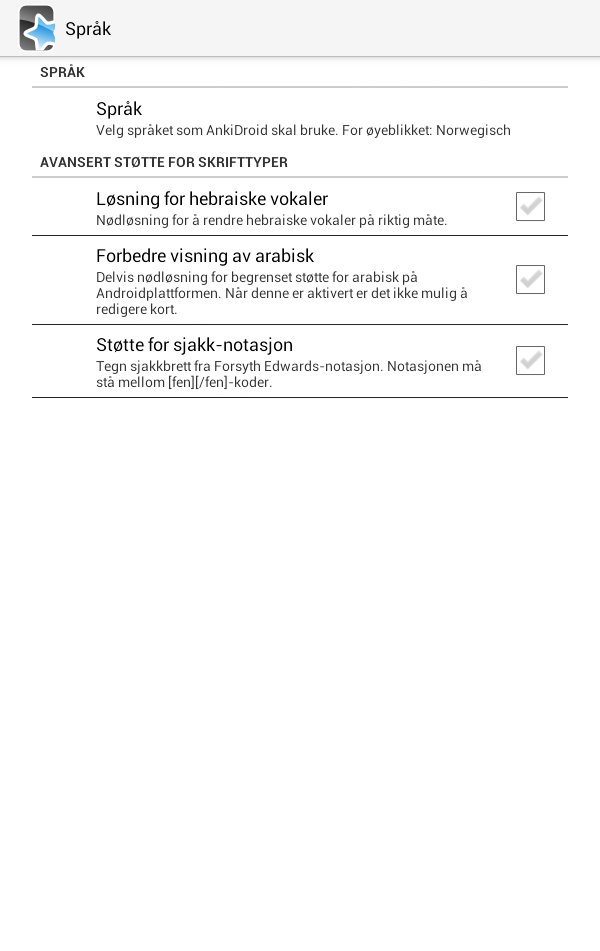 Språk
SPRÅK
Språk
Velg språket som AnkiDroid skal bruke. For øyeblikket: Norwegisch
AVANSERT STØTTE FOR SKRIFTTYPER
Løsning for hebraiske vokaler
Nødløsning for å rendre hebraiske vokaler på riktig måte.
Forbedre visning av arabisk
Delvis nødløsning for begrenset støtte for arabisk på
Androidplattformen. Når denne er aktivert er det ikke mulig å
redigere kort.
Støtte for sjakk-notasjon
Tegn sjakkbrett fra Forsyth Edwards-notasjon. Notasjonen må
stå mellom [fen][/fen]-koder.